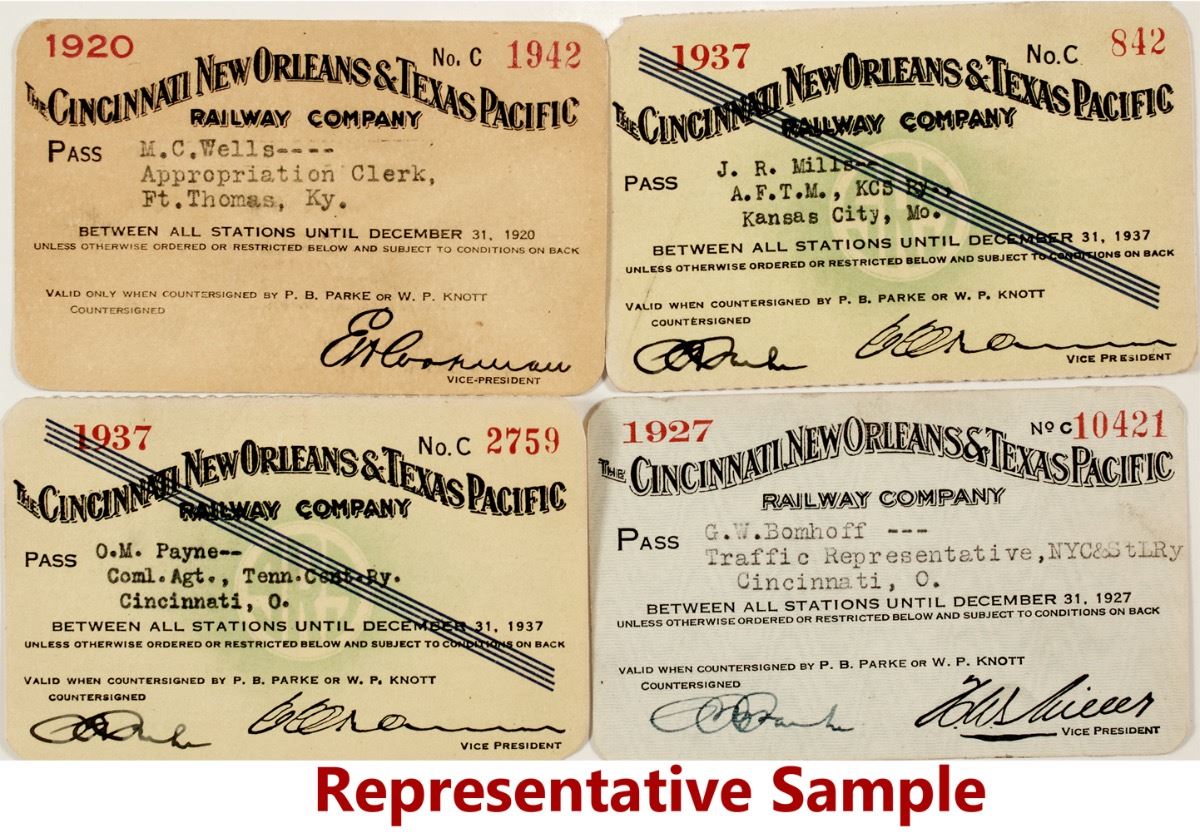 1920 No. C 1942
THE CINCINNATI NEW ORLEANS & TEXAS PACIFIC
RAILWAY COMPANY
PASS M.C.Wells----
Appropriation Clerk,
Ft.Thomas, Ky.
BETWEEN ALL STATIONS UNTIL DECEMBER 31, 1920
UNLESS OTHERWISE ORDERED OR RESTRICTED BELOW AND SUBJECT TO CONDITIONS ON BACK
VALID ONLY WHEN COUNTERSIGNED BY P. B. PARKE OR W. P. KNOTT
COUNTERSIGNED
VICE-PRESIDENT
1937 No. C 842
THE CINCINNATI NEW ORLEANS & TEXAS PACIFIC
RAILWAY COMPANY
PASS J. R. Mills--
A.F.T.M., KCS Ry.,
Kansas City, Mo.
BETWEEN ALL STATIONS UNTIL DECEMBER 31, 1937
UNLESS OTHERWISE ORDERED OR RESTRICTED BELOW AND SUBJECT TO CONDITIONS ON BACK
VALID WHEN COUNTERSIGNED BY P. B. PARKE OR W. P. KNOTT
COUNTERSIGNED
VICE PRESIDENT
1937 No. C 2759
THE CINCINNATI NEW ORLEANS & TEXAS PACIFIC
RAILWAY COMPANY
PASS O.M. Payne--
Coml.Agt., Tenn.Cent.Ry.
Cincinnati, O.
BETWEEN ALL STATIONS UNTIL DECEMBER 31, 1937
UNLESS OTHERWISE ORDERED OR RESTRICTED BELOW AND SUBJECT TO CONDITIONS ON BACK
VALID WHEN COUNTERSIGNED BY P. B. PARKE OR W. P. KNOTT
COUNTERSIGNED
VICE PRESIDENT
1927 No C 10421
THE CINCINNATI, NEW ORLEANS & TEXAS PACIFIC
RAILWAY COMPANY
PASS G.W.Bomhoff ---
Traffic Representative,NYC&StLRy
Cincinnati, O.
BETWEEN ALL STATIONS UNTIL DECEMBER 31, 1927
UNLESS OTHERWISE ORDERED OR RESTRICTED BELOW AND SUBJECT TO CONDITIONS ON BACK
VALID WHEN COUNTERSIGNED BY P. B. PARKE OR W. P. KNOTT
COUNTERSIGNED
VICE PRESIDENT
Representative Sample